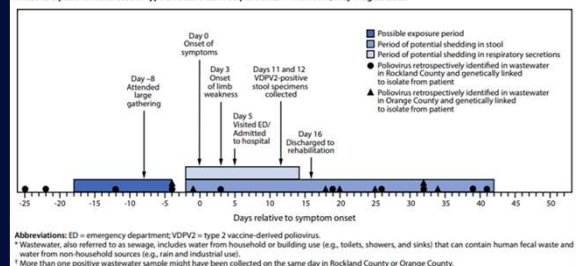 Day 0
Onset of
symptoms
Day 3
Onset
of limb
weakness
Days 11 and 12
VDPV2-positive
stool specimens
collected
Day –8
Attended
large
gathering
Day 5
Visited ED/
Admitted
to hospital
Day 16
Discharged to
rehabilitation
Possible exposure period
Period of potential shedding in stool
Period of potential shedding in respiratory secretions
Poliovirus retrospectively identified in wastewater
in Rockland County and genetically linked
to isolate from patient
Poliovirus retrospectively identified in wastewater
in Orange County and genetically linked
to isolate from patient
-25 -20 -15 -10 -5 0 5 10 15 20 25 30 35 40 45 50
Days relative to symptom onset
Abbreviations: ED = emergency department; VDPV2 = type 2 vaccine-derived poliovirus.
* Wastewater, also referred to as sewage, includes water from household or building use (e.g., toilets, showers, and sinks) that can contain human fecal waste and
water from non-household sources (e.g., rain and industrial use).
† More than one positive wastewater sample might have been collected on the same day in Rockland County or Orange County.